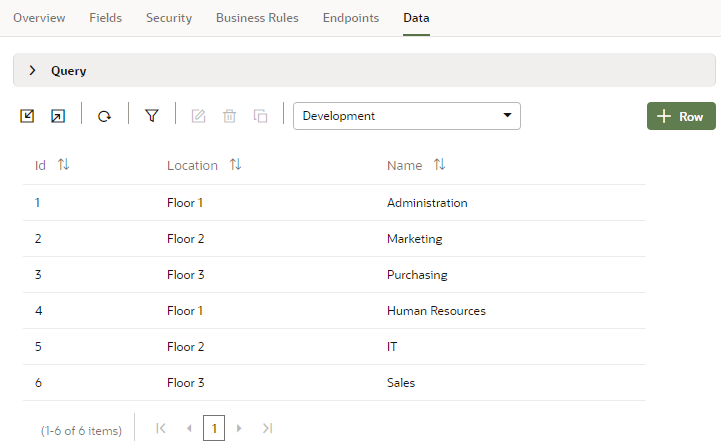 Overview Fields Security Business Rules Endpoints Data
Query
Development Row
Id Location Name
1 Floor 1 Administration
2 Floor 2 Marketing
3 Floor 3 Purchasing
4 Floor 1 Human Resources
5 Floor 2 IT
6 Floor 3 Sales
(1-6 of 6 items) 1